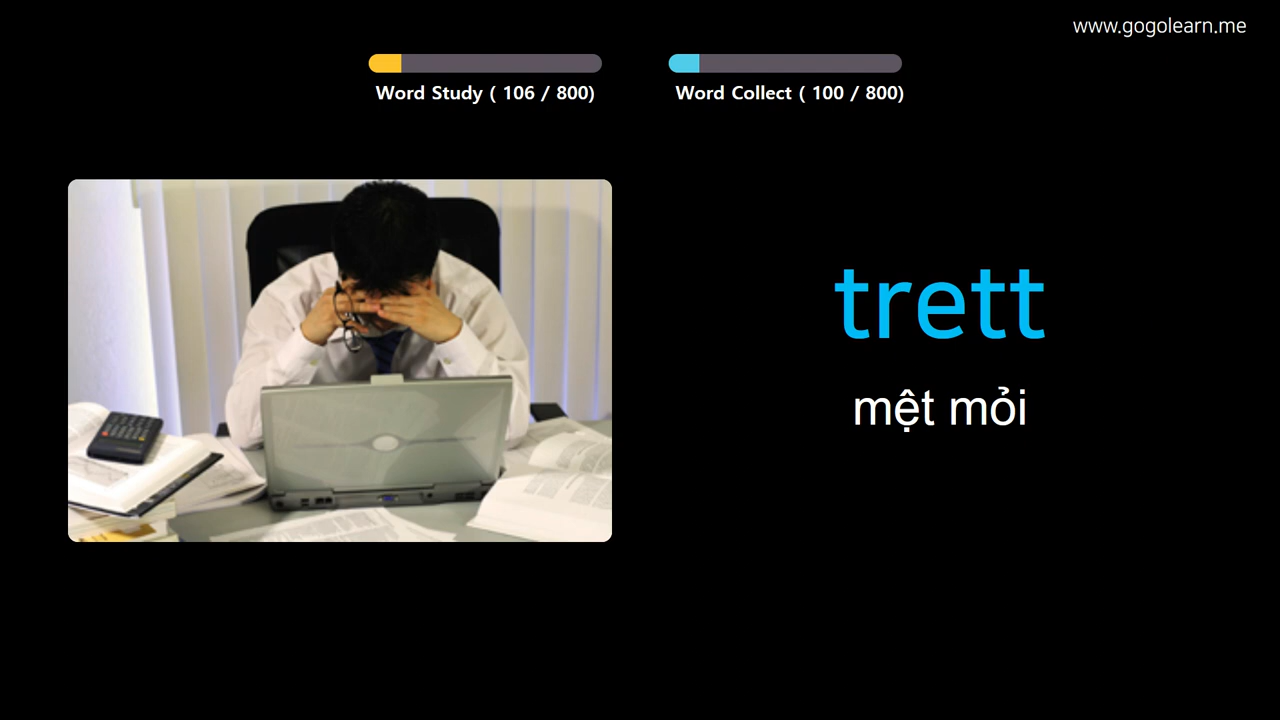 www.gogolearn.me
Word Study ( 106 / 800)
Word Collect ( 100 / 800)
trett
mệt mỏi